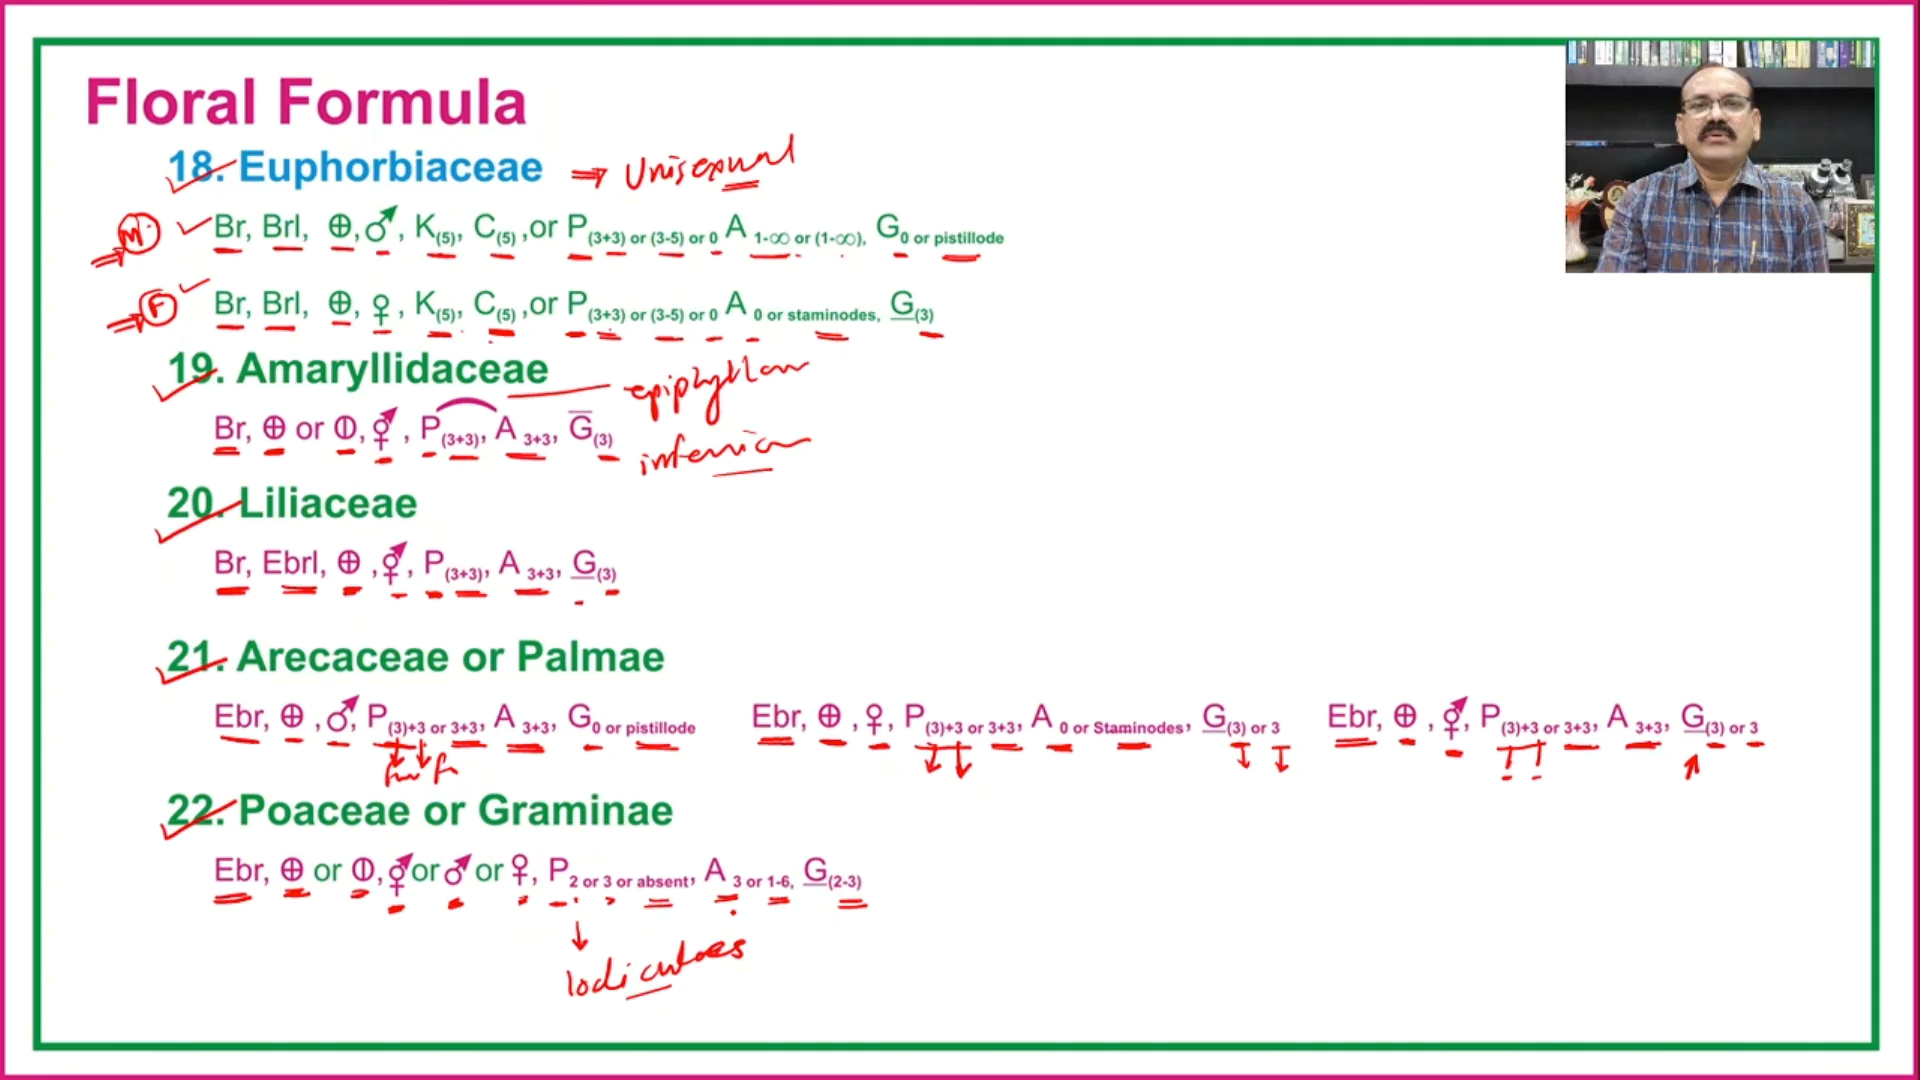 Floral Formula
18. Euphorbiaceae ⇒ Unisexual
M Br, Brl, ⊕, ♂, K(5), C(5) ,or P(3+3) or (3-5) or 0 A 1-∞ or (1-∞), G0 or pistillode
F Br, Brl, ⊕, ♀, K(5), C(5) ,or P(3+3) or (3-5) or 0 A 0 or staminodes, G(3)
19. Amaryllidaceae
Br, ⊕ or ⦶, ⚥, P(3+3), A 3+3, G(3)
20. Liliaceae
Br, Ebrl, ⊕ ,⚥, P(3+3), A 3+3, G(3)
21. Arecaceae or Palmae
Ebr, ⊕ ,♂, P(3)+3 or 3+3, A 3+3, G0 or pistillode Ebr, ⊕ ,♀, P(3)+3 or 3+3, A 0 or Staminodes, G(3) or 3 Ebr, ⊕ , ⚥, P(3)+3 or 3+3, A 3+3, G(3) or 3
22. Poaceae or Graminae
Ebr, ⊕ or ⦶,⚥or ♂ or ♀, P2 or 3 or absent, A 3 or 1-6, G(2-3)